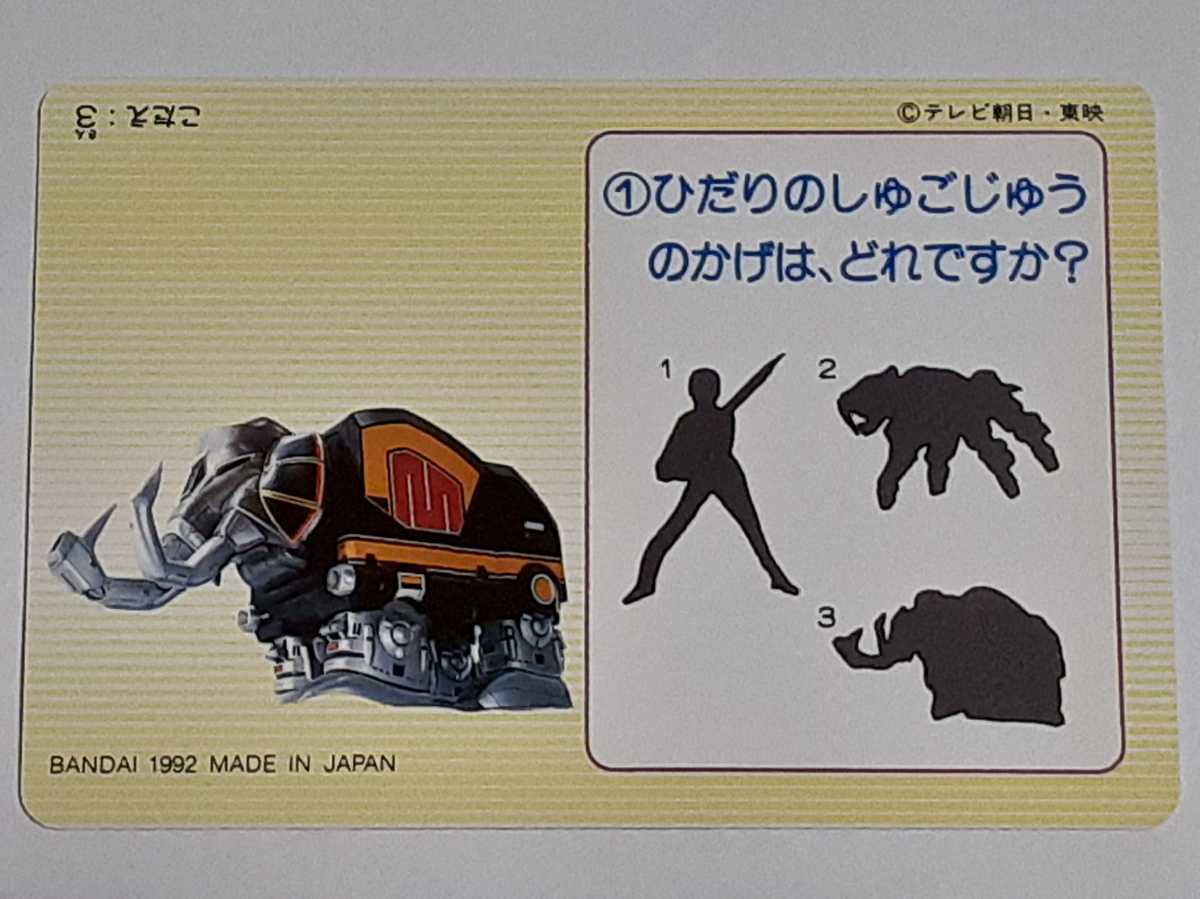 こたえ：3
©テレビ朝日・東映
①ひだりのしゅごじゅう
のかげは、どれですか？
1
2
3
BANDAI 1992 MADE IN JAPAN